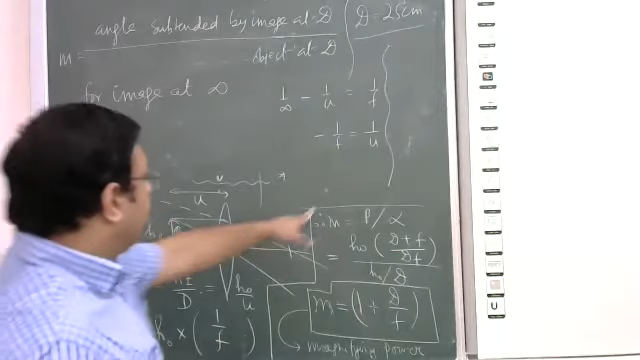 angle subtended by image at D
m =
object at D
D = 25cm
for image at ∞
1/∞ - 1/u = 1/f
- 1/f = 1/u
u
m = β/α
= h₀ ( D+f / Df )
h₀/D
D = h₀/u
h₀ × ( 1/f )
m = ( 1 + D/f )
magnifying power